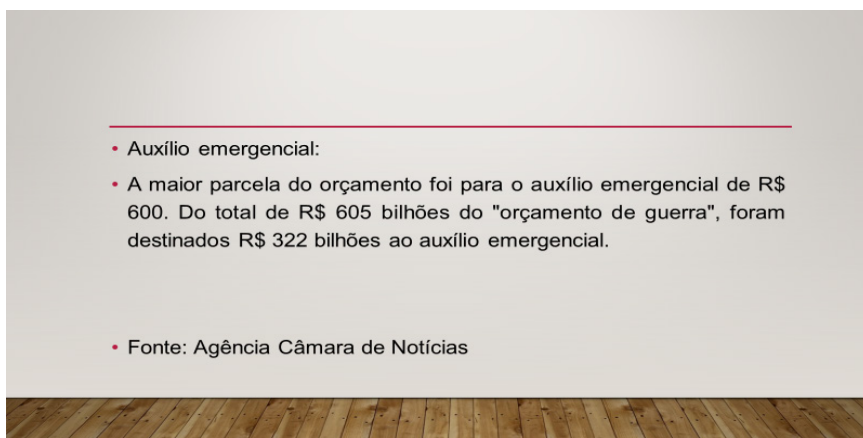 • Auxílio emergencial:
• A maior parcela do orçamento foi para o auxílio emergencial de R$
600. Do total de R$ 605 bilhões do "orçamento de guerra", foram
destinados R$ 322 bilhões ao auxílio emergencial.
• Fonte: Agência Câmara de Notícias